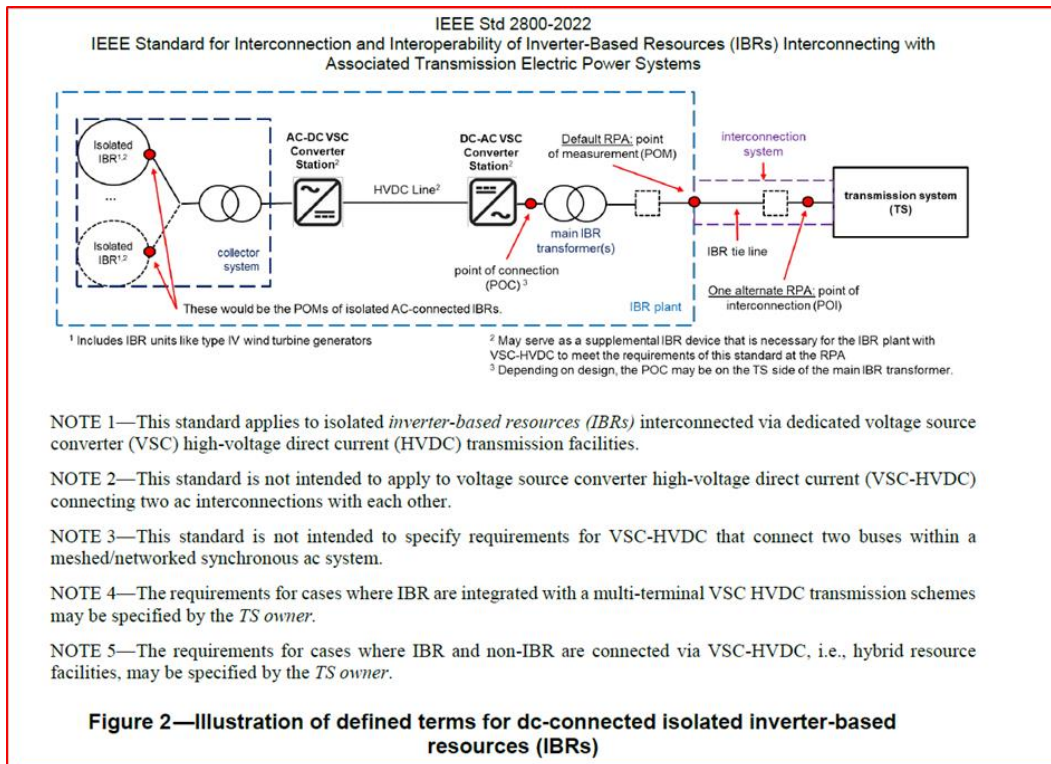 IEEE Std 2800-2022
IEEE Standard for Interconnection and Interoperability of Inverter-Based Resources (IBRs) Interconnecting with
Associated Transmission Electric Power Systems
Isolated
IBR1,2
...
Isolated
IBR1,2
collector
system
AC-DC VSC
Converter
Station2
HVDC Line2
DC-AC VSC
Converter
Station2
Default RPA: point
of measurement (POM)
interconnection
system
transmission system
(TS)
main IBR
transformer(s)
point of connection
(POC) 3
IBR tie line
One alternate RPA: point of
interconnection (POI)
These would be the POMs of isolated AC-connected IBRs.
IBR plant
1 Includes IBR units like type IV wind turbine generators
2 May serve as a supplemental IBR device that is necessary for the IBR plant with
VSC-HVDC to meet the requirements of this standard at the RPA
3 Depending on design, the POC may be on the TS side of the main IBR transformer.
NOTE 1—This standard applies to isolated inverter-based resources (IBRs) interconnected via dedicated voltage source
converter (VSC) high-voltage direct current (HVDC) transmission facilities.
NOTE 2—This standard is not intended to apply to voltage source converter high-voltage direct current (VSC-HVDC)
connecting two ac interconnections with each other.
NOTE 3—This standard is not intended to specify requirements for VSC-HVDC that connect two buses within a
meshed/networked synchronous ac system.
NOTE 4—The requirements for cases where IBR are integrated with a multi-terminal VSC HVDC transmission schemes
may be specified by the TS owner.
NOTE 5—The requirements for cases where IBR and non-IBR are connected via VSC-HVDC, i.e., hybrid resource
facilities, may be specified by the TS owner.
Figure 2—Illustration of defined terms for dc-connected isolated inverter-based
resources (IBRs)